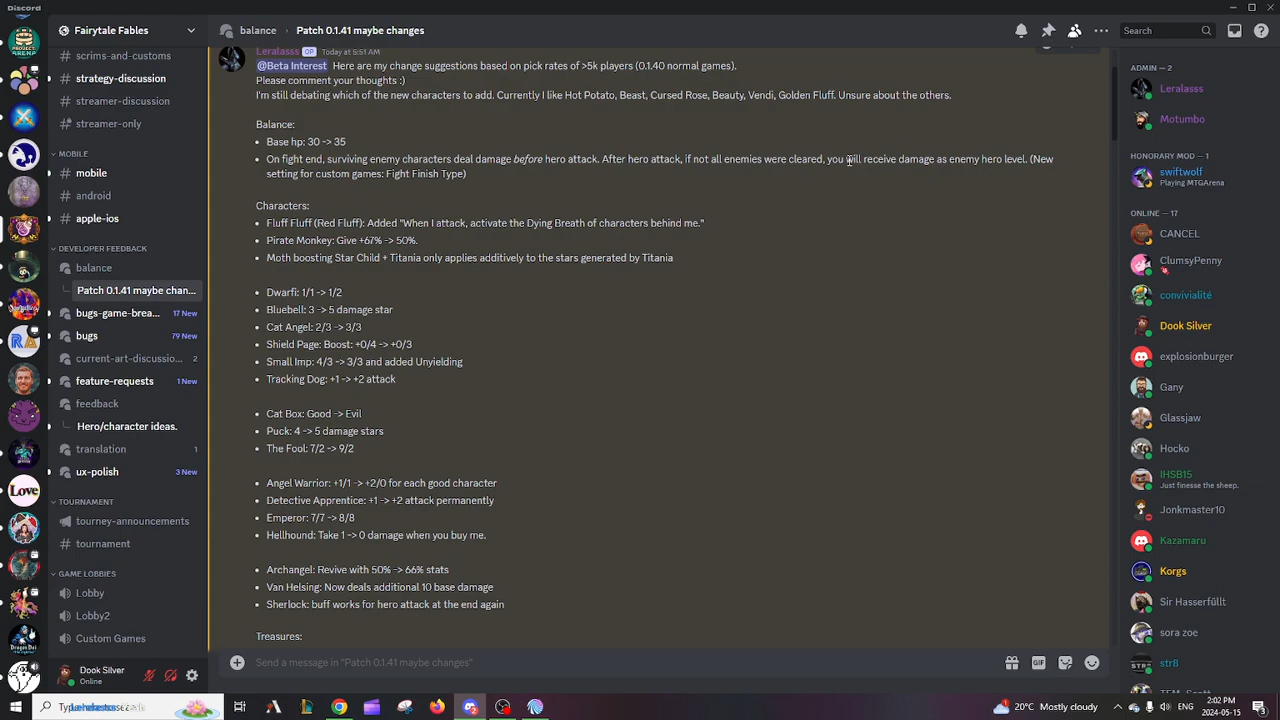 Discord
Fairytale Fables
balance
Patch 0.1.41 maybe changes
Search
scrims-and-customs
strategy-discussion
streamer-discussion
streamer-only
MOBILE
mobile
android
apple-ios
DEVELOPER FEEDBACK
balance
Patch 0.1.41 maybe chan...
bugs-game-brea... 17 New
bugs 79 New
current-art-discussio... 2
feature-requests 1 New
feedback
Hero/character ideas.
translation 1
ux-polish 3 New
TOURNAMENT
tourney-announcements
tournament
GAME LOBBIES
Lobby
Lobby2
Custom Games
Dook Silver
Online
Leralasss OP Today at 5:51 AM
@Beta Interest Here are my change suggestions based on pick rates of >5k players (0.1.40 normal games).
Please comment your thoughts :)
I'm still debating which of the new characters to add. Currently I like Hot Potato, Beast, Cursed Rose, Beauty, Vendi, Golden Fluff. Unsure about the others.
Balance:
• Base hp: 30 -> 35
• On fight end, surviving enemy characters deal damage before hero attack. After hero attack, if not all enemies were cleared, you will receive damage as enemy hero level. (New
setting for custom games: Fight Finish Type)
Characters:
• Fluff Fluff (Red Fluff): Added "When I attack, activate the Dying Breath of characters behind me."
• Pirate Monkey: Give +67% -> 50%.
• Moth boosting Star Child + Titania only applies additively to the stars generated by Titania
• Dwarfi: 1/1 -> 1/2
• Bluebell: 3 -> 5 damage star
• Cat Angel: 2/3 -> 3/3
• Shield Page: Boost: +0/4 -> +0/3
• Small Imp: 4/3 -> 3/3 and added Unyielding
• Tracking Dog: +1 -> +2 attack
• Cat Box: Good -> Evil
• Puck: 4 -> 5 damage stars
• The Fool: 7/2 -> 9/2
• Angel Warrior: +1/1 -> +2/0 for each good character
• Detective Apprentice: +1 -> +2 attack permanently
• Emperor: 7/7 -> 8/8
• Hellhound: Take 1 -> 0 damage when you buy me.
• Archangel: Revive with 50% -> 66% stats
• Van Helsing: Now deals additional 10 base damage
• Sherlock: buff works for hero attack at the end again
Treasures:
Send a message in "Patch 0.1.41 maybe changes"
GIF
ADMIN — 2
Leralasss
Motumbo
HONORARY MOD — 1
swiftwolf
Playing MTGArena
ONLINE — 17
CANCEL
ClumsyPenny
convivialité
Dook Silver
explosionburger
Gany
Glassjaw
Hocko
IHSB15
Just finesse the sperm.
Jonkmaster10
Kazamaru
Korgs
Sir Hasserfüllt
sora zoe
str8
20°C Mostly cloudy
ENG
2:02 PM
2024-05-15